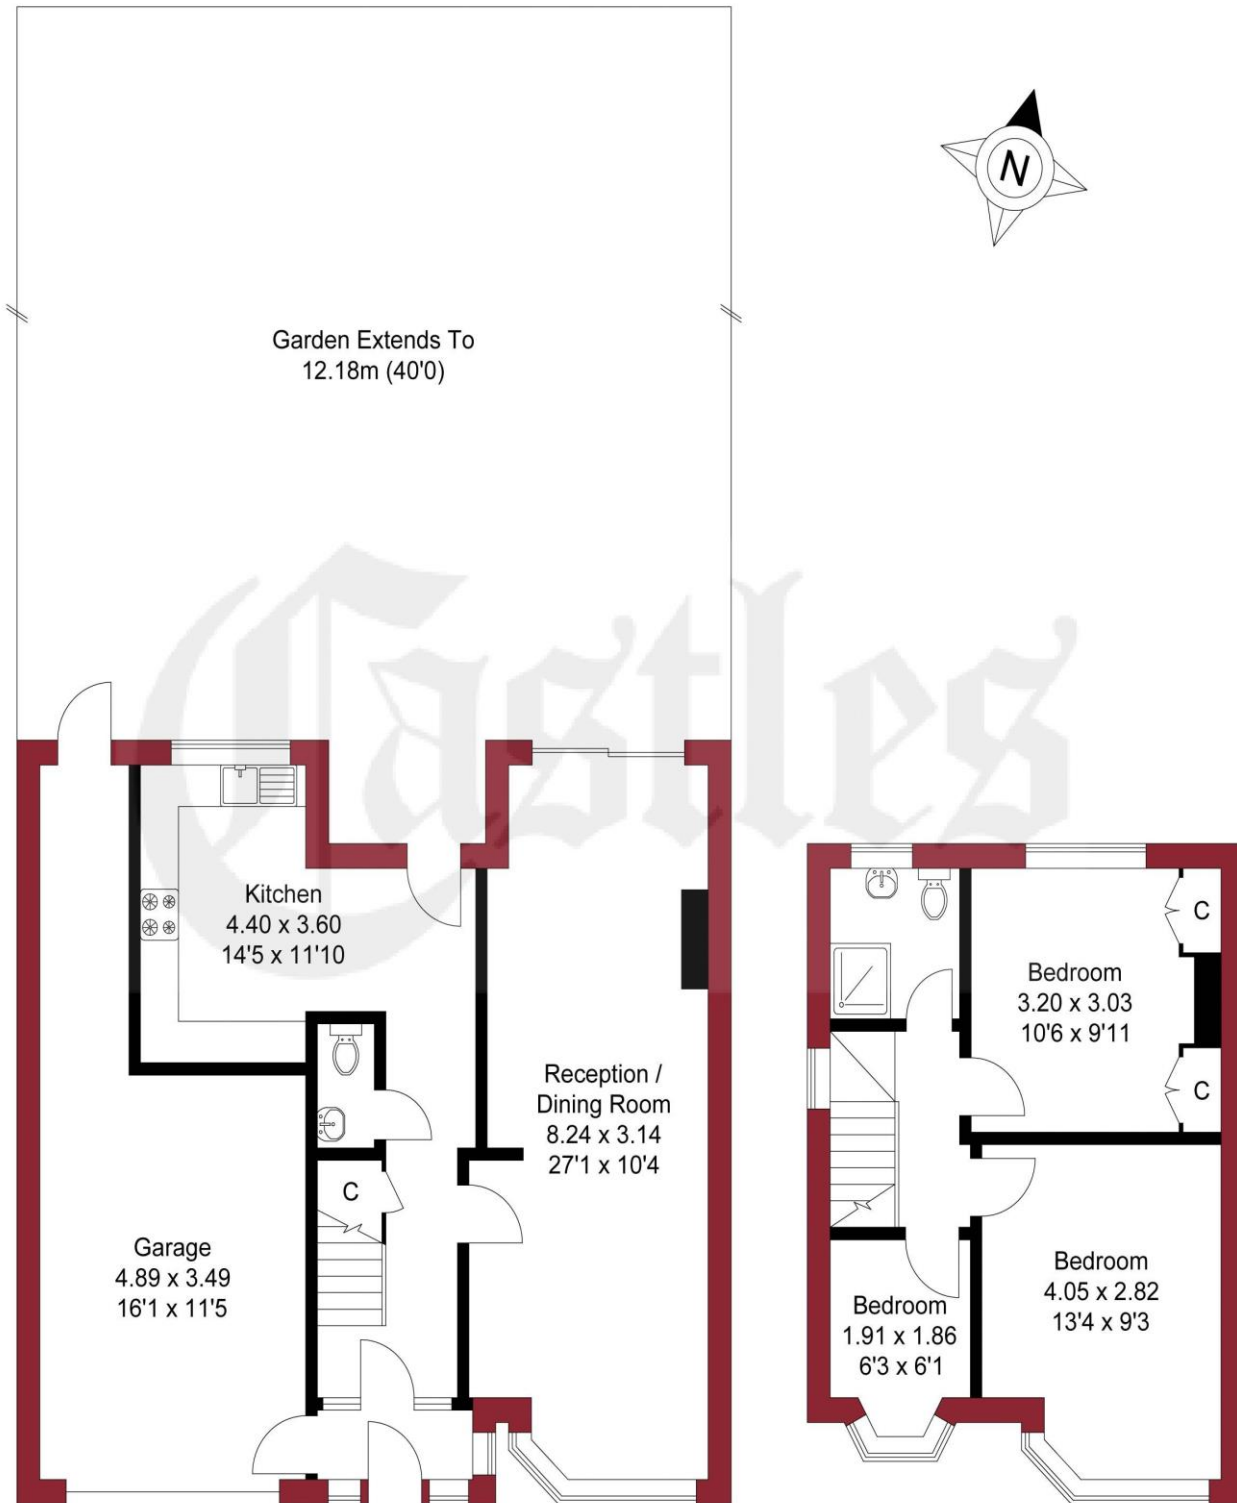 N
Garden Extends To
12.18m (40'0)
Castles
Kitchen
4.40 x 3.60
14'5 x 11'10
Reception /
Dining Room
8.24 x 3.14
27'1 x 10'4
C
Garage
4.89 x 3.49
16'1 x 11'5
C
Bedroom
3.20 x 3.03
10'6 x 9'11
C
Bedroom
4.05 x 2.82
13'4 x 9'3
Bedroom
1.91 x 1.86
6'3 x 6'1